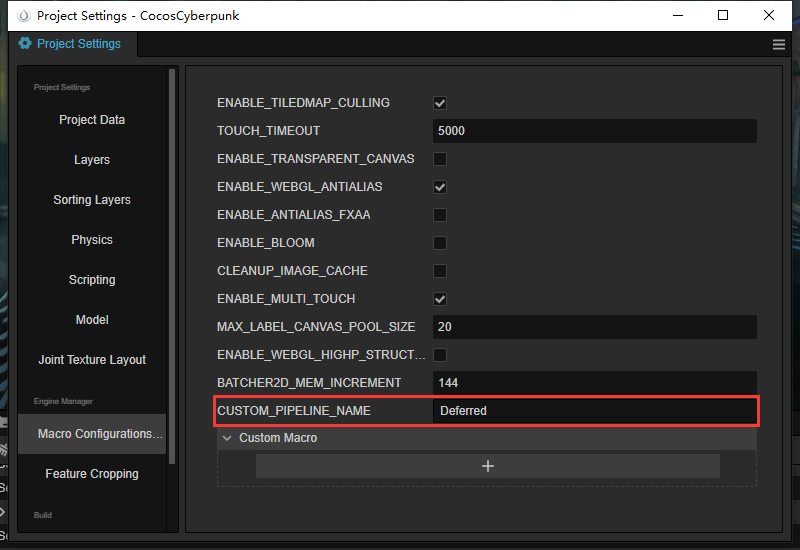 Project Settings - CocosCyberpunk
Project Settings
Project Settings
Project Data
Layers
Sorting Layers
Physics
Scripting
Model
Joint Texture Layout
Engine Manager
Macro Configurations...
Feature Cropping
Build
ENABLE_TILEDMAP_CULLING
TOUCH_TIMEOUT 5000
ENABLE_TRANSPARENT_CANVAS
ENABLE_WEBGL_ANTIALIAS
ENABLE_ANTIALIAS_FXAA
ENABLE_BLOOM
CLEANUP_IMAGE_CACHE
ENABLE_MULTI_TOUCH
MAX_LABEL_CANVAS_POOL_SIZE 20
ENABLE_WEBGL_HIGHP_STRUCT...
BATCHER2D_MEM_INCREMENT 144
CUSTOM_PIPELINE_NAME Deferred
Custom Macro